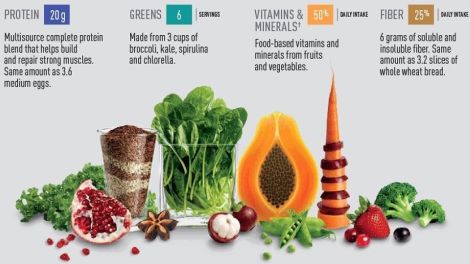 PROTEIN 20 g
Multisource complete protein
blend that helps build
and repair strong muscles.
Same amount as 3.6
medium eggs.
GREENS 6 SERVINGS
Made from 3 cups of
broccoli, kale, spirulina
and chlorella.
VITAMINS & MINERALS† 50% DAILY INTAKE
Food-based vitamins and
minerals from fruits
and vegetables.
FIBER 25% DAILY INTAKE
6 grams of soluble and
insoluble fiber. Same
amount as 3.2 slices of
whole wheat bread.